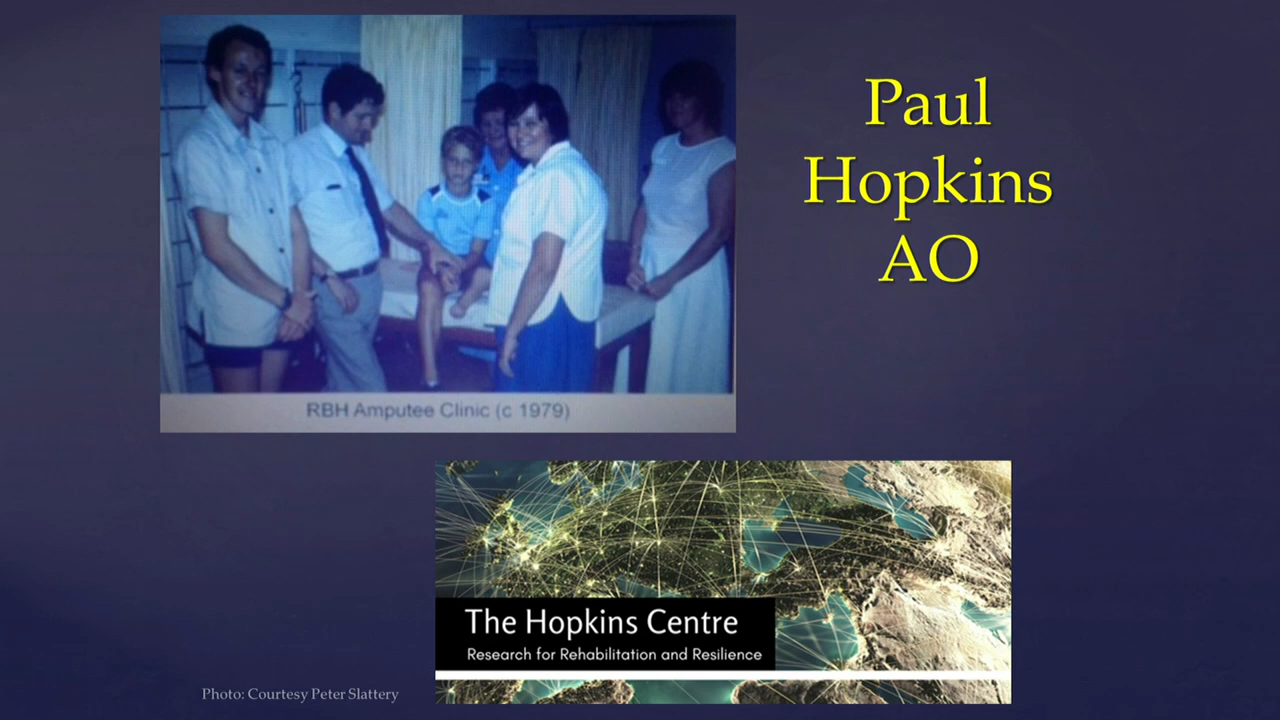 Paul
Hopkins
AO
RBH Amputee Clinic (c 1979)
The Hopkins Centre
Research for Rehabilitation and Resilience
Photo: Courtesy Peter Slattery